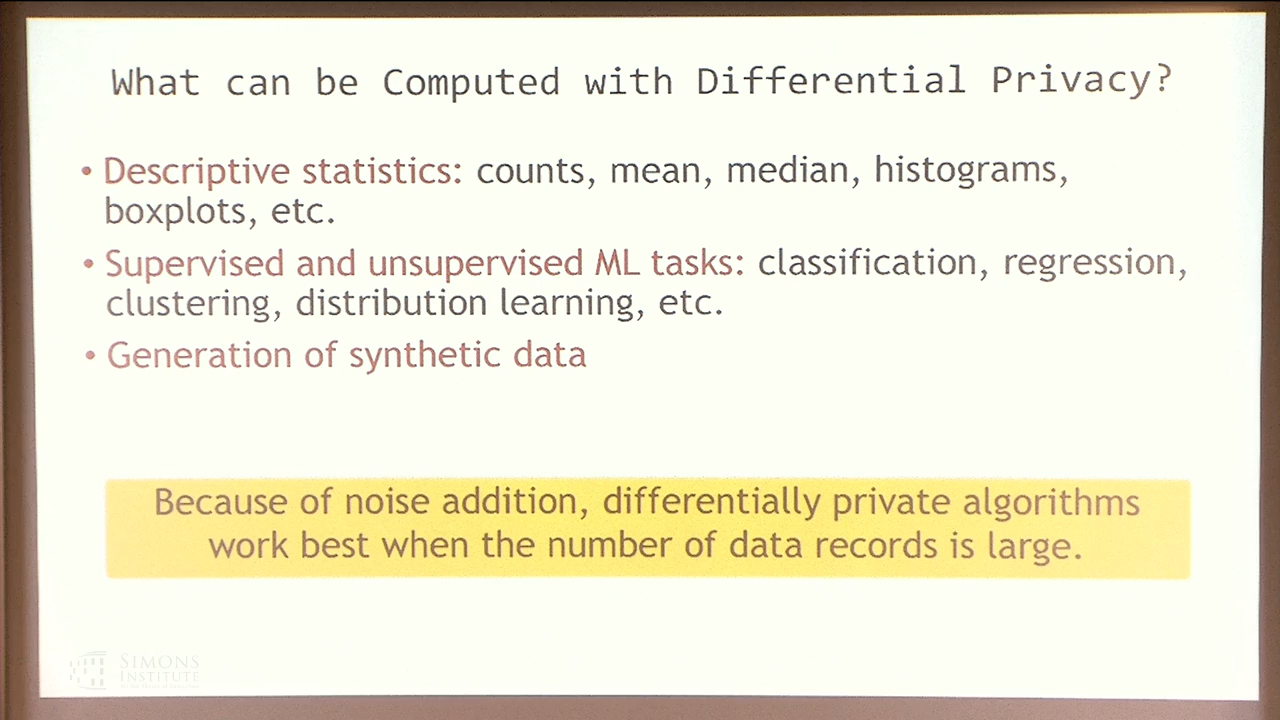 What can be Computed with Differential Privacy?
• Descriptive statistics: counts, mean, median, histograms,
boxplots, etc.
• Supervised and unsupervised ML tasks: classification, regression,
clustering, distribution learning, etc.
• Generation of synthetic data
Because of noise addition, differentially private algorithms
work best when the number of data records is large.
SIMONS
INSTITUTE